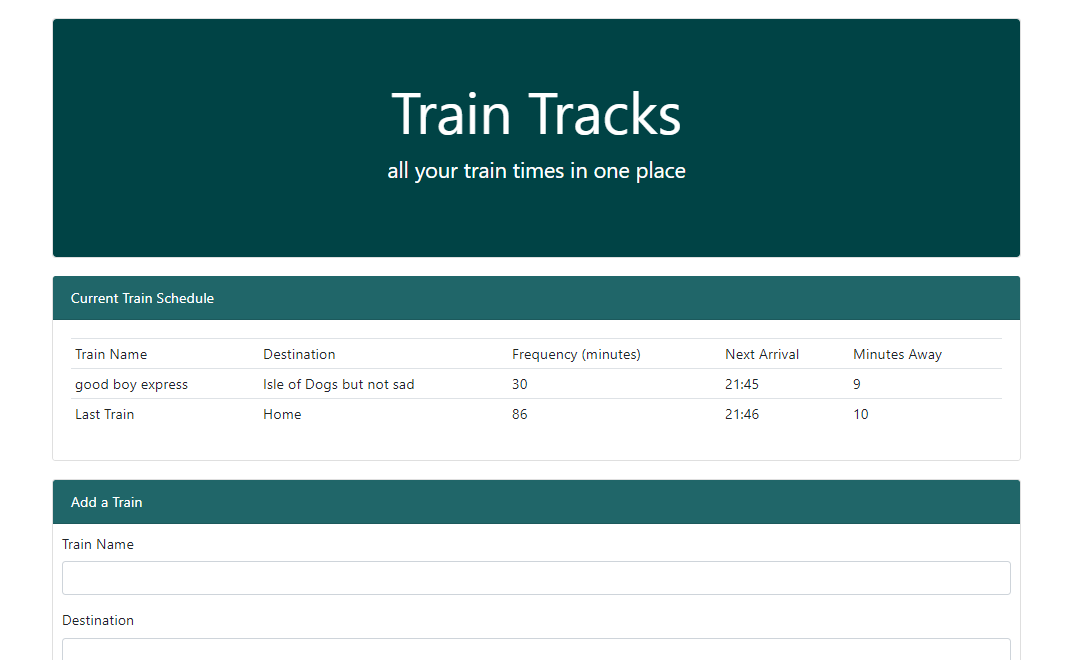 Train Tracks
all your train times in one place
Current Train Schedule
Train Name Destination Frequency (minutes) Next Arrival Minutes Away
good boy express Isle of Dogs but not sad 30 21:45 9
Last Train Home 86 21:46 10
Add a Train
Train Name
Destination